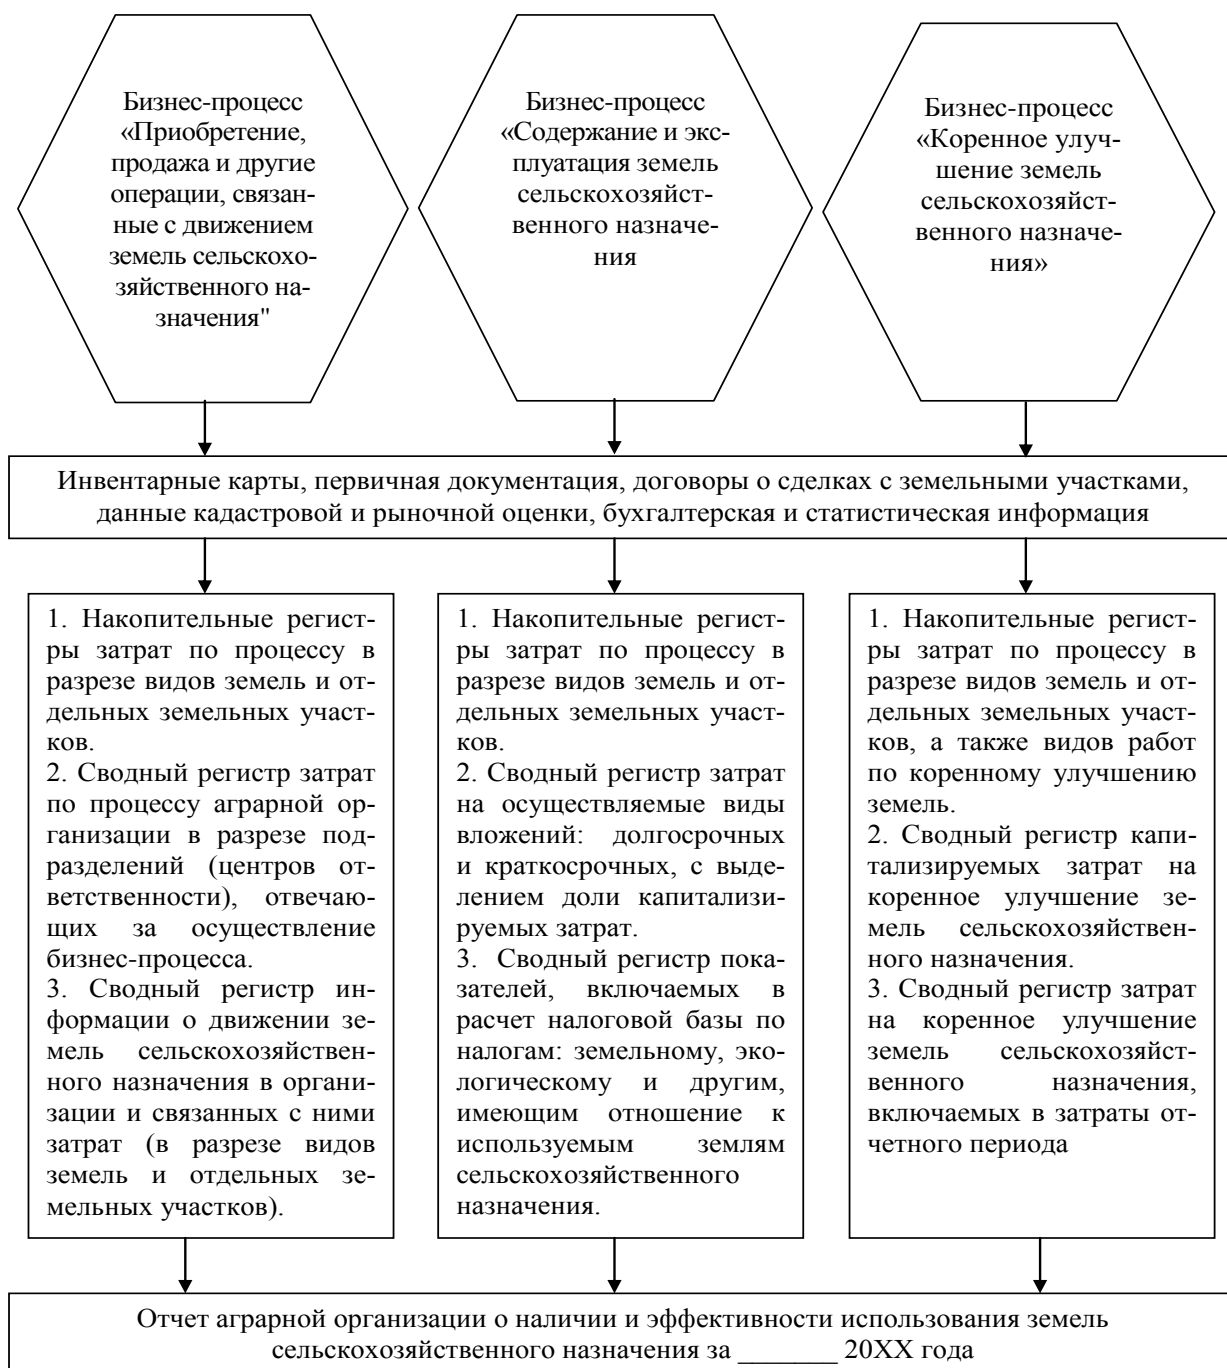 Бизнес-процесс
«Приобретение,
продажа и другие
операции, связан-
ные с движением
земель сельскохо-
зяйственного на-
значения"
Бизнес-процесс
«Содержание и экс-
плуатация земель
сельскохозяйст-
венного назначе-
ния
Бизнес-процесс
«Коренное улуч-
шение земель
сельскохозяйст-
венного назначе-
ния»
Инвентарные карты, первичная документация, договоры о сделках с земельными участками,
данные кадастровой и рыночной оценки, бухгалтерская и статистическая информация
1. Накопительные регист-
ры затрат по процессу в
разрезе видов земель и от-
дельных земельных участ-
ков.
2. Сводный регистр затрат
по процессу аграрной ор-
ганизации в разрезе под-
разделений (центров от-
ветственности), отвечаю-
щих за осуществление
бизнес-процесса.
3. Сводный регистр ин-
формации о движении зе-
мель сельскохозяйствен-
ного назначения в органи-
зации и связанных с ними
затрат (в разрезе видов
земель и отдельных зе-
мельных участков).
1. Накопительные регист-
ры затрат по процессу в
разрезе видов земель и от-
дельных земельных участ-
ков.
2. Сводный регистр затрат
на осуществляемые виды
вложений: долгосрочных
и краткосрочных, с выде-
лением доли капитализи-
руемых затрат.
3. Сводный регистр пока-
зателей, включаемых в
расчет налоговой базы по
налогам: земельному, эко-
логическому и другим,
имеющим отношение к
используемым землям
сельскохозяйственного
назначения.
1. Накопительные регист-
ры затрат по процессу в
разрезе видов земель и от-
дельных земельных участ-
ков, а также видов работ
по коренному улучшению
земель.
2. Сводный регистр капи-
тализируемых затрат на
коренное улучшение зе-
мель сельскохозяйствен-
ного назначения.
3. Сводный регистр затрат
на коренное улучшение
земель сельскохозяйст-
венного назначения,
включаемых в затраты от-
четного периода
Отчет аграрной организации о наличии и эффективности использования земель
сельскохозяйственного назначения за _______ 20XX года